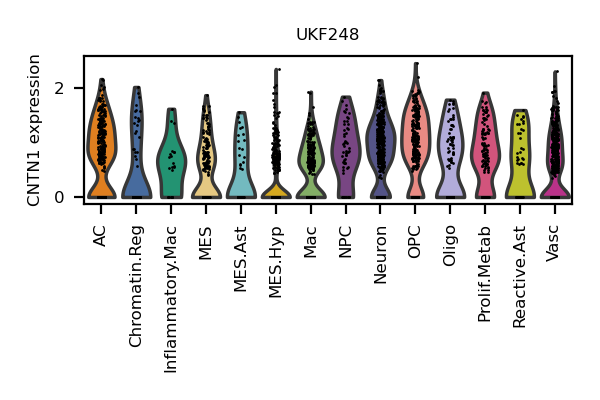 UKF248
CNTN1 expression
2
0
AC
Chromatin.Reg
Inflammatory.Mac
MES
MES.Ast
MES.Hyp
Mac
NPC
Neuron
OPC
Oligo
Prolif.Metab
Reactive.Ast
Vasc